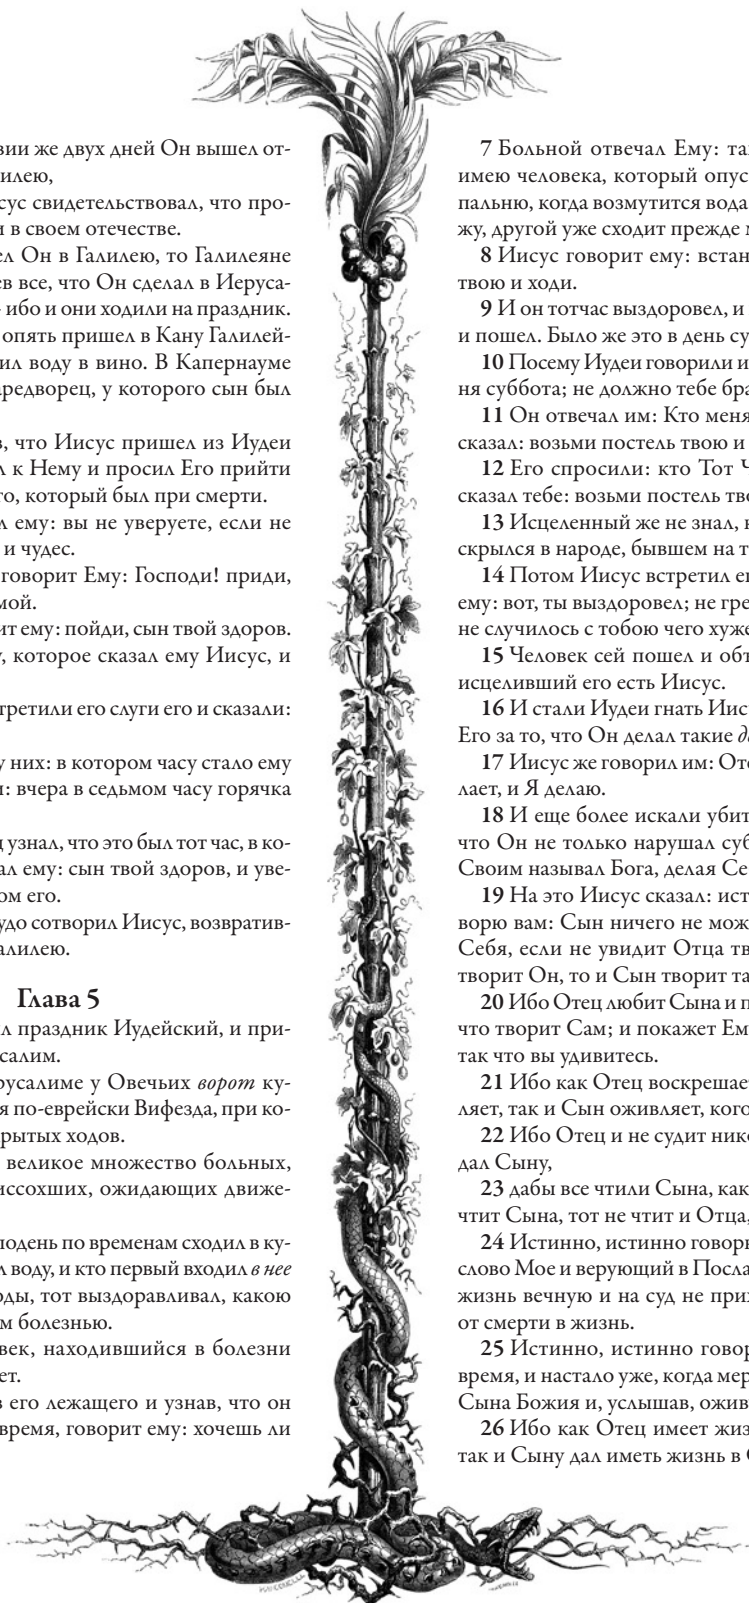 вии же двух дней Он вышел от-
илею,
сус свидетельствовал, что про-
и в своем отечестве.
ел Он в Галилею, то Галилеяне
ев все, что Он сделал в Иеруса-
ибо и они ходили на праздник.
опять пришел в Кану Галилей-
ил воду в вино. В Капернауме
аредворец, у которого сын был
в, что Иисус пришел из Иудеи
л к Нему и просил Его прийти
го, который был при смерти.
л ему: вы не уверуете, если не
и чудес.
говорит Ему: Господи! приди,
мой.
ит ему: пойди, сын твой здоров.
у, которое сказал ему Иисус, и
третили его слуги его и сказали:
у них: в котором часу стало ему
и: вчера в седьмом часу горячка
ц узнал, что это был тот час, в ко-
ал ему: сын твой здоров, и уве-
ом его.
удо сотворил Иисус, возвратив-
алилею.
Глава 5
л праздник Иудейский, и при-
салим.
русалиме у Овечьих ворот ку-
я по-еврейски Вифезда, при ко-
рытых ходов.
великое множество больных,
иссохших, ожидающих движе-
подень по временам сходил в ку-
л воду, и кто первый входил в нее
оды, тот выздоравливал, какою
м болезнью.
век, находившийся в болезни
ет.
в его лежащего и узнав, что он
время, говорит ему: хочешь ли
7 Больной отвечал Ему: так
имею человека, который опус
пальню, когда возмутится вода
жу, другой уже сходит прежде м
8 Иисус говорит ему: встан
твою и ходи.
9 И он тотчас выздоровел, и
и пошел. Было же это в день су
10 Посему Иудеи говорили и
ня суббота; не должно тебе бра
11 Он отвечал им: Кто меня
сказал: возьми постель твою и
12 Его спросили: кто Тот Ч
сказал тебе: возьми постель тво
13 Исцеленный же не знал, к
скрылся в народе, бывшем на т
14 Потом Иисус встретил ег
ему: вот, ты выздоровел; не гре
не случилось с тобою чего хуже
15 Человек сей пошел и объ
исцеливший его есть Иисус.
16 И стали Иудеи гнать Иису
Его за то, что Он делал такие де
17 Иисус же говорил им: Оте
лает, и Я делаю.
18 И еще более искали убит
что Он не только нарушал суб
Своим называл Бога, делая Се
19 На это Иисус сказал: ист
ворю вам: Сын ничего не мож
Себя, если не увидит Отца тв
творит Он, то и Сын творит та
20 Ибо Отец любит Сына и п
что творит Сам; и покажет Ем
так что вы удивитесь.
21 Ибо как Отец воскрешает
ляет, так и Сын оживляет, кого
22 Ибо Отец и не судит нико
дал Сыну,
23 дабы все чтили Сына, как
чтит Сына, тот не чтит и Отца,
24 Истинно, истинно говорю
слово Мое и верующий в Посла
жизнь вечную и на суд не прих
от смерти в жизнь.
25 Истинно, истинно говор
время, и настало уже, когда мер
Сына Божия и, услышав, ожив
26 Ибо как Отец имеет жиз
так и Сыну дал иметь жизнь в С